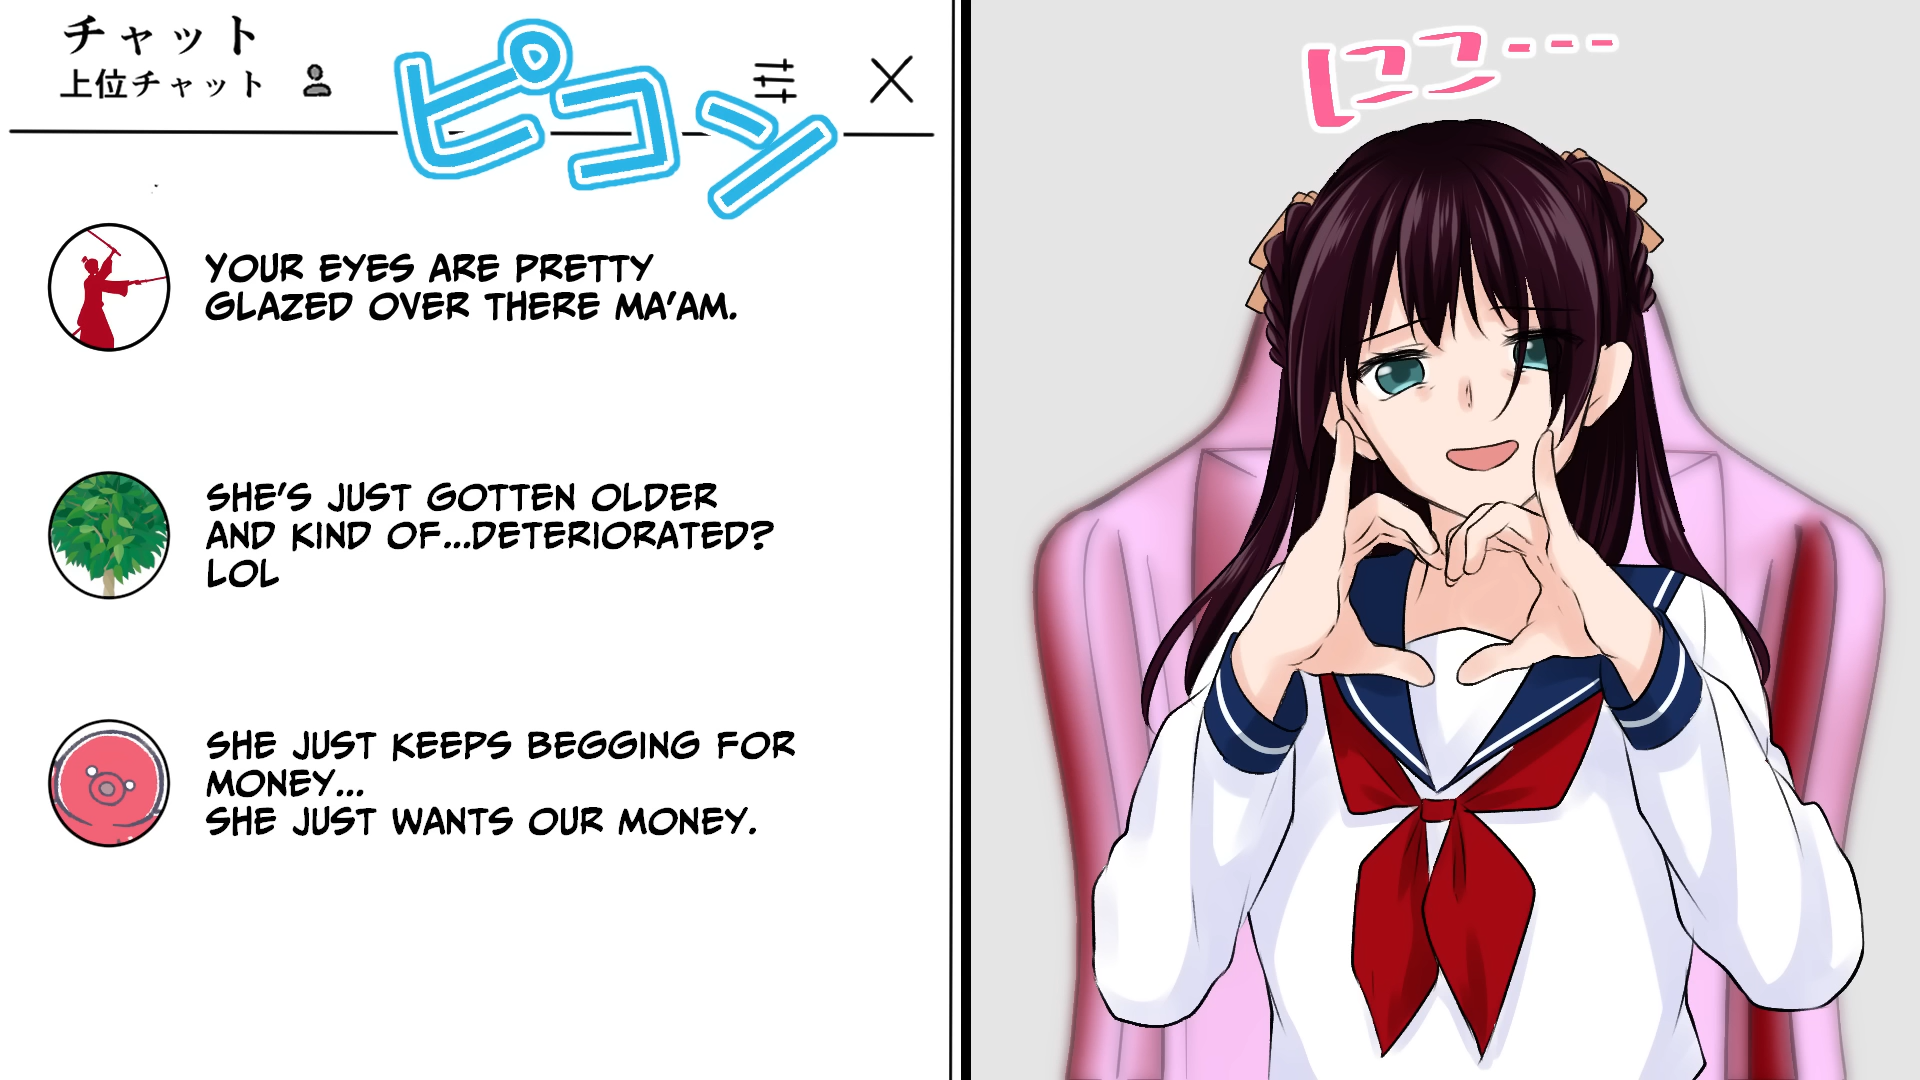 チャット
上位チャット
ピコン
YOUR EYES ARE PRETTY
GLAZED OVER THERE MA'AM.
SHE'S JUST GOTTEN OLDER
AND KIND OF...DETERIORATED?
LOL
SHE JUST KEEPS BEGGING FOR
MONEY...
SHE JUST WANTS OUR MONEY.
にこ---